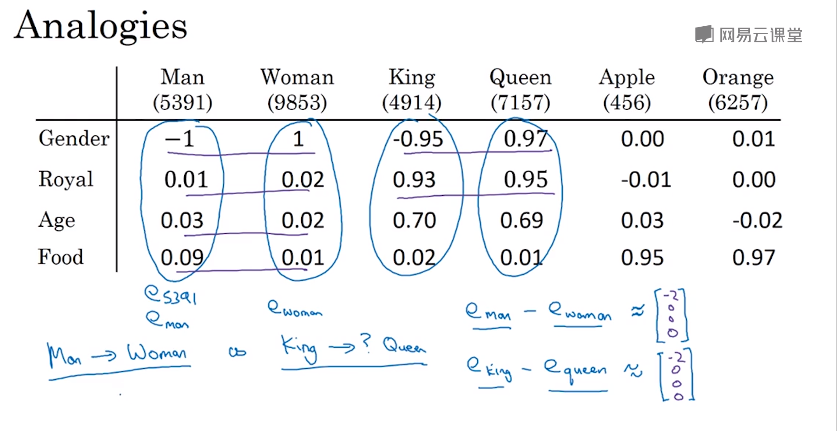 Analogies
网易云课堂
Man Woman King Queen Apple Orange
(5391) (9853) (4914) (7157) (456) (6257)
Gender −1 1 -0.95 0.97 0.00 0.01
Royal 0.01 0.02 0.93 0.95 -0.01 0.00
Age 0.03 0.02 0.70 0.69 0.03 -0.02
Food 0.09 0.01 0.02 0.01 0.95 0.97
e5391
eman ewoman
eman - ewoman ≈ [-2 0 0 0]
Man → Woman as King → ? Queen
eking - equeen ≈ [-2 0 0 0]